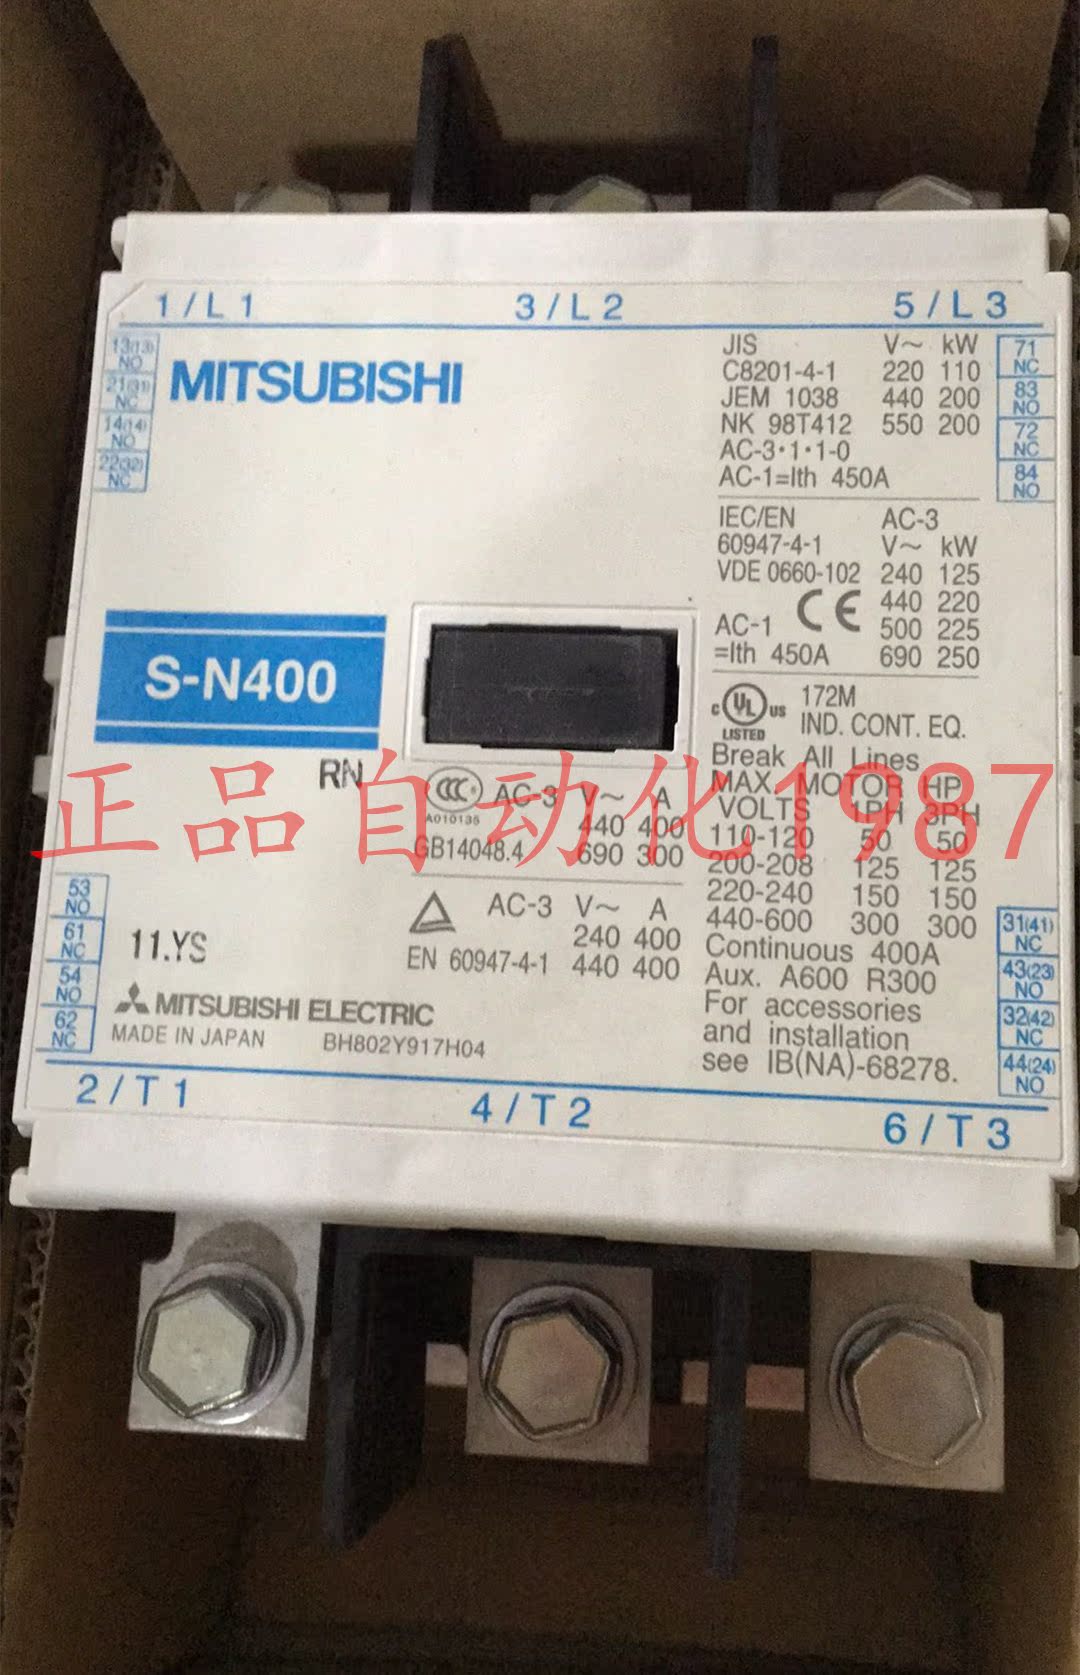 1/L1 3/L2 5/L3
13(13)
NO
21(31)
NC
14(14)
NO
22(32)
NC
MITSUBISHI
JIS V~ kW
C8201-4-1 220 110
JEM 1038 440 200
NK 98T412 550 200
AC-3·1·1-0
AC-1=Ith 450A
71
NC
83
NO
72
NC
84
NO
IEC/EN AC-3
60947-4-1 V~ kW
VDE 0660-102 240 125
CE 440 220
AC-1 500 225
=Ith 450A 690 250
S-N400
RN
C UL US 172M
LISTED IND. CONT. EQ.
Break All Lines
MAX. MOTOR HP
VOLTS 1PH 3PH
110-120 50 50
200-208 125 125
220-240 150 150
440-600 300 300
Continuous 400A
Aux. A600 R300
For accessories
and installation
see IB(NA)-68278.
CCC AC-3 V~ A
A010135 440 400
GB14048.4 690 300
AC-3 V~ A
240 400
EN 60947-4-1 440 400
正品自动化1987
53
NO
61
NC
54
NO
62
NC
11.YS
MITSUBISHI ELECTRIC
MADE IN JAPAN BH802Y917H04
31(41)
NC
43(23)
NO
32(42)
NC
44(24)
NO
2/T1 4/T2 6/T3